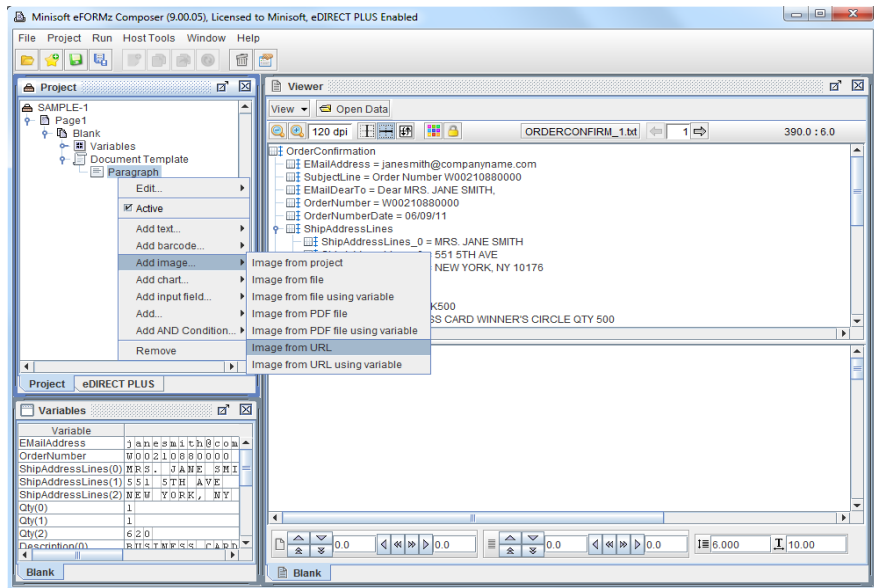 Minisoft eFORMz Composer (9.00.05), Licensed to Minisoft, eDIRECT PLUS Enabled
File Project Run Host Tools Window Help
Project
SAMPLE-1
Page1
Blank
Variables
Document Template
Paragraph
Edit...
Active
Add text...
Add barcode...
Add image...
Add chart...
Add input field...
Add...
Add AND Condition...
Remove
Image from project
Image from file
Image from file using variable
Image from PDF file
Image from PDF file using variable
Image from URL
Image from URL using variable
Project eDIRECT PLUS
Viewer
View Open Data
120 dpi ORDERCONFIRM_1.txt 1 390.0 : 6.0
OrderConfirmation
EMailAddress = janesmith@companyname.com
SubjectLine = Order Number W00210880000
EMailDearTo = Dear MRS. JANE SMITH,
OrderNumber = W00210880000
OrderNumberDate = 06/09/11
ShipAddressLines
ShipAddressLines_0 = MRS. JANE SMITH
551 5TH AVE
NEW YORK, NY 10176
K500
SS CARD WINNER'S CIRCLE QTY 500
Variables
Variable
EMailAddress janesmith@com
OrderNumber W00210880000
ShipAddressLines(0) MRS. JANE SMI
ShipAddressLines(1) 551 5TH AVE
ShipAddressLines(2) NEW YORK, NY
Qty(0) 1
Qty(1) 1
Qty(2) 620
Description(0) BUSINESS CARD
Blank
0.0 0.0 0.0 0.0 6.000 10.00
Blank